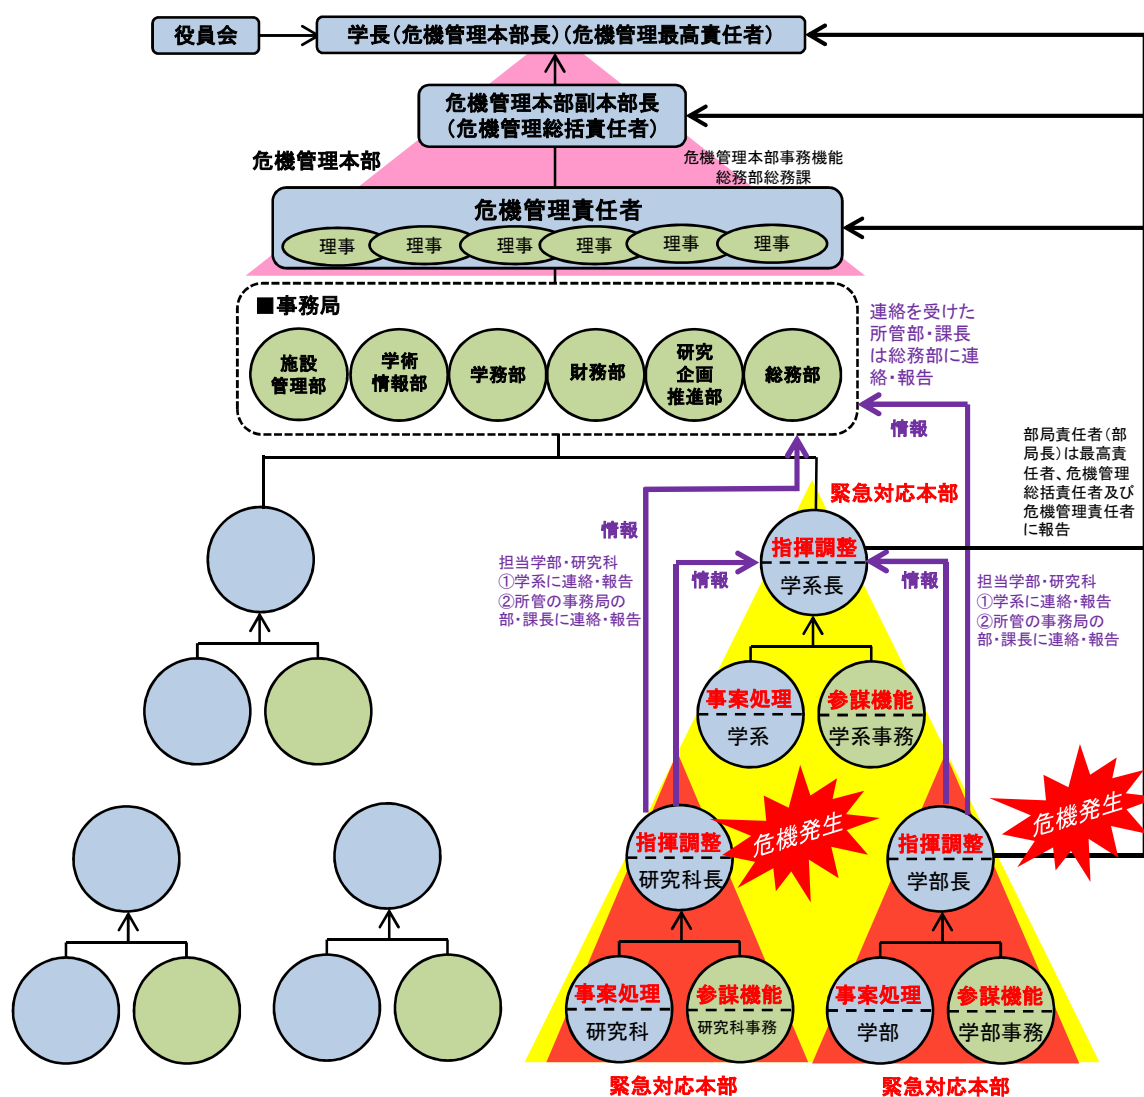 役員会
学長(危機管理本部長)(危機管理最高責任者)
危機管理本部副本部長
(危機管理総括責任者)
危機管理本部
危機管理本部事務機能
総務部総務課
危機管理責任者
理事
理事
理事
理事
理事
理事
■事務局
施設
管理部
学術
情報部
学務部
財務部
研究
企画
推進部
総務部
連絡を受けた
所管部・課長
は総務部に連
絡・報告
情報
部局責任者(部
局長)は最高責
任者、危機管理
総括責任者及び
危機管理責任者
に報告
緊急対応本部
情報
担当学部・研究科
①学系に連絡・報告
②所管の事務局の
部・課長に連絡・報告
情報
指揮調整
学系長
情報
担当学部・研究科
①学系に連絡・報告
②所管の事務局の
部・課長に連絡・報告
事案処理
学系
参謀機能
学系事務
危機発生
危機発生
指揮調整
研究科長
指揮調整
学部長
事案処理
研究科
参謀機能
研究科事務
事案処理
学部
参謀機能
学部事務
緊急対応本部
緊急対応本部